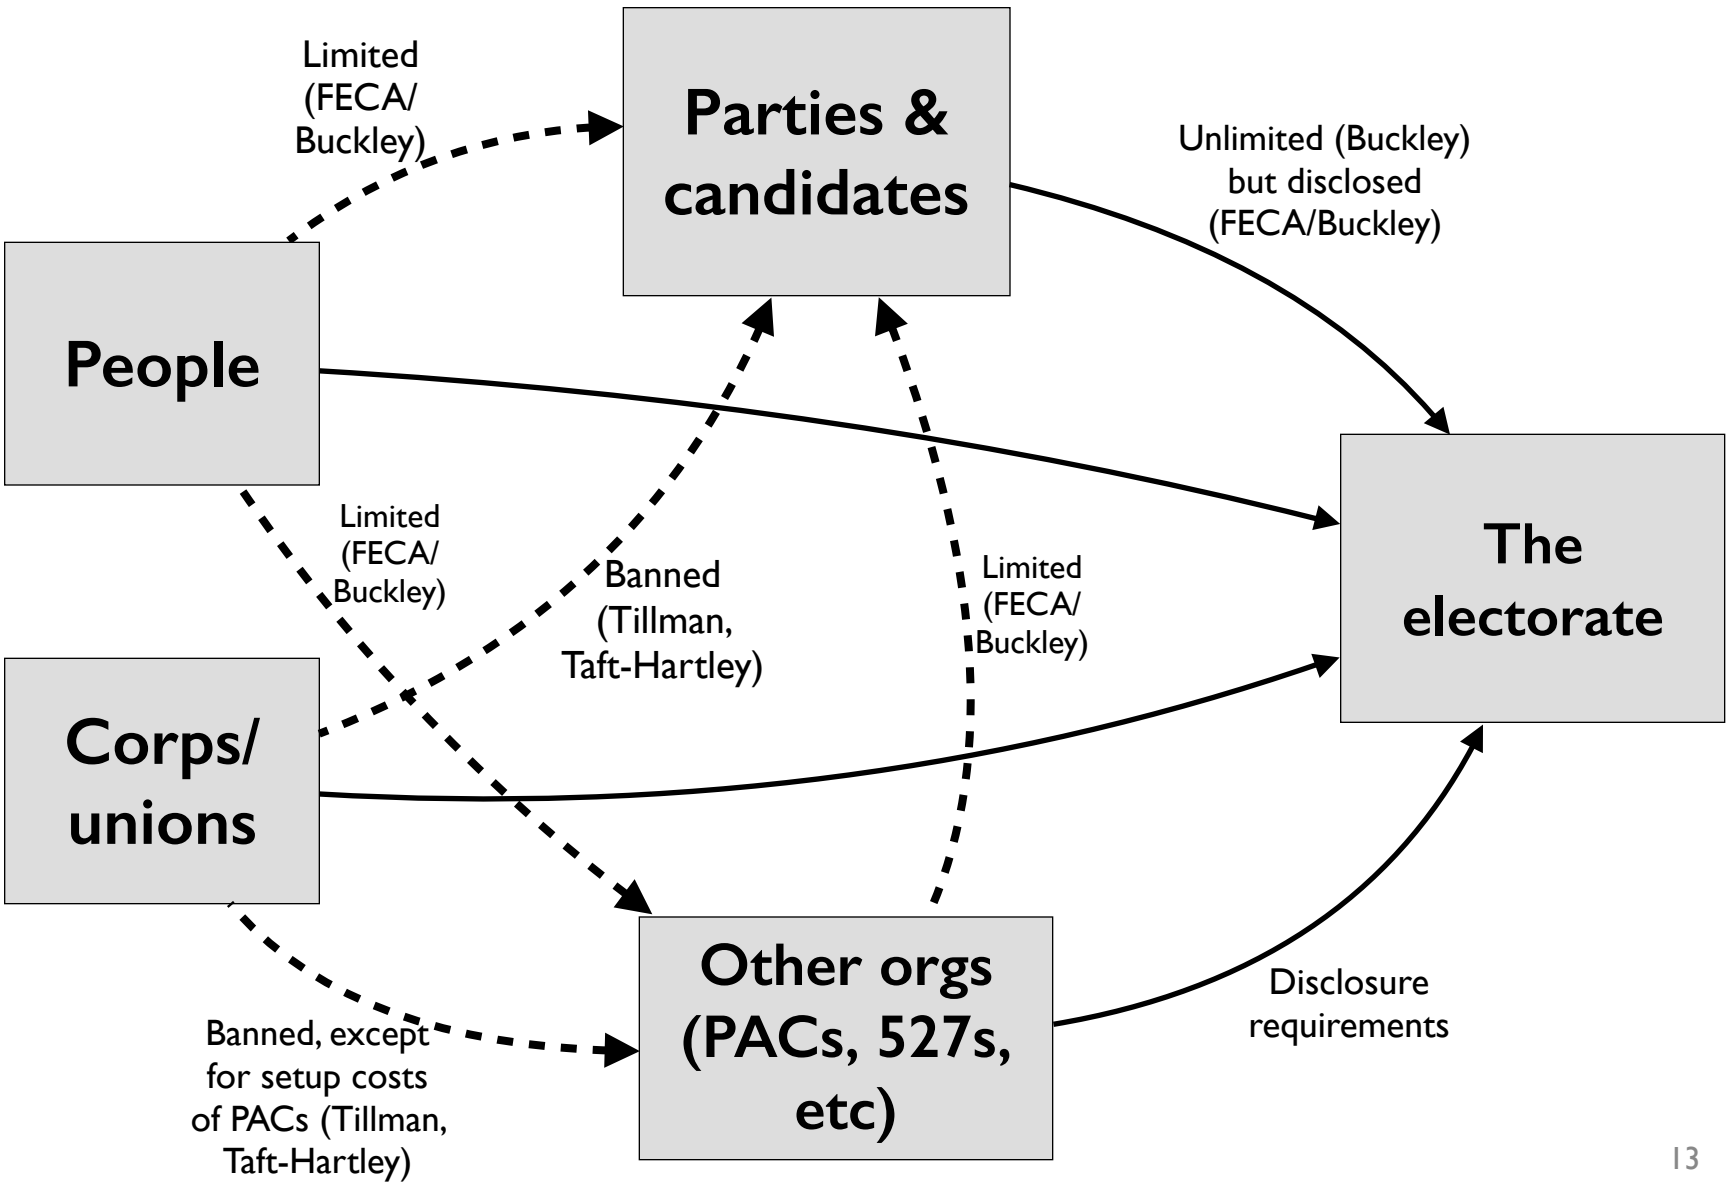 Limited
(FECA/
Buckley)
Parties &
candidates
Unlimited (Buckley)
but disclosed
(FECA/Buckley)
People
Limited
(FECA/
Buckley)
Banned
(Tillman,
Taft-Hartley)
Limited
(FECA/
Buckley)
The
electorate
Corps/
unions
Other orgs
(PACs, 527s,
etc)
Disclosure
requirements
Banned, except
for setup costs
of PACs (Tillman,
Taft-Hartley)
13